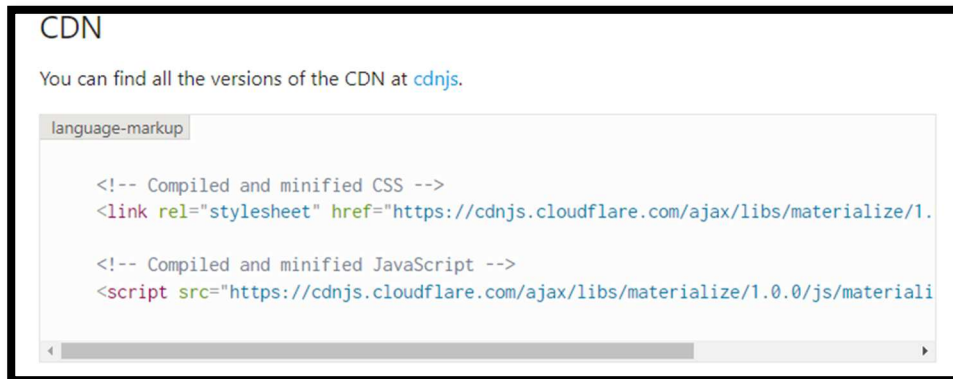 CDN
You can find all the versions of the CDN at cdnjs.
language-markup
<!-- Compiled and minified CSS -->
<link rel="stylesheet" href="https://cdnjs.cloudflare.com/ajax/libs/materialize/1.
<!-- Compiled and minified JavaScript -->
<script src="https://cdnjs.cloudflare.com/ajax/libs/materialize/1.0.0/js/materiali